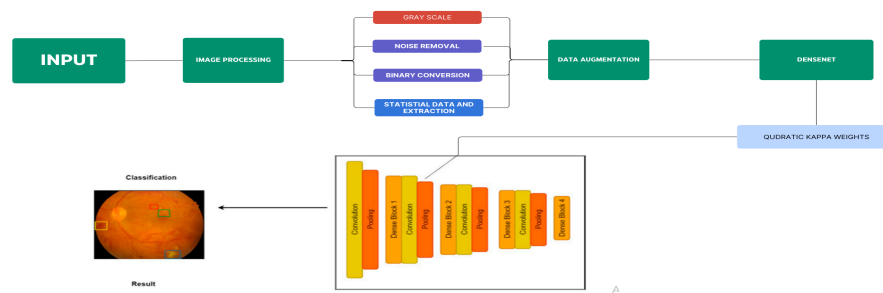 GRAY SCALE
INPUT
IMAGE PROCESSING
NOISE REMOVAL
BINARY CONVERSION
STATISTIAL DATA AND
EXTRACTION
DATA AUGMENTATION
DENSENET
QUDRATIC KAPPA WEIGHTS
Classification
Result
Convolution
Pooling
Dense Block 1
Convolution
Pooling
Dense Block 2
Convolution
Pooling
Dense Block 3
Convolution
Pooling
Dense Block 4
A